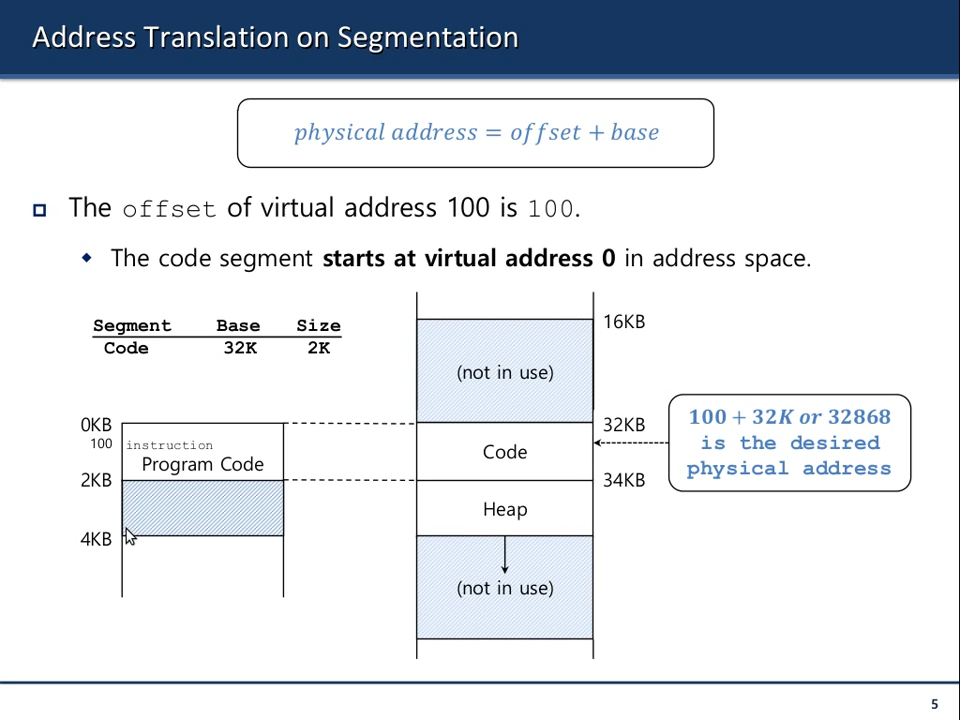 Address Translation on Segmentation
physical address = offset + base
The offset of virtual address 100 is 100.
The code segment starts at virtual address 0 in address space.
Segment Base Size
Code 32K 2K
16KB
(not in use)
0KB
100 instruction
Program Code
2KB
4KB
32KB
Code
34KB
Heap
(not in use)
100 + 32K or 32868
is the desired
physical address
5